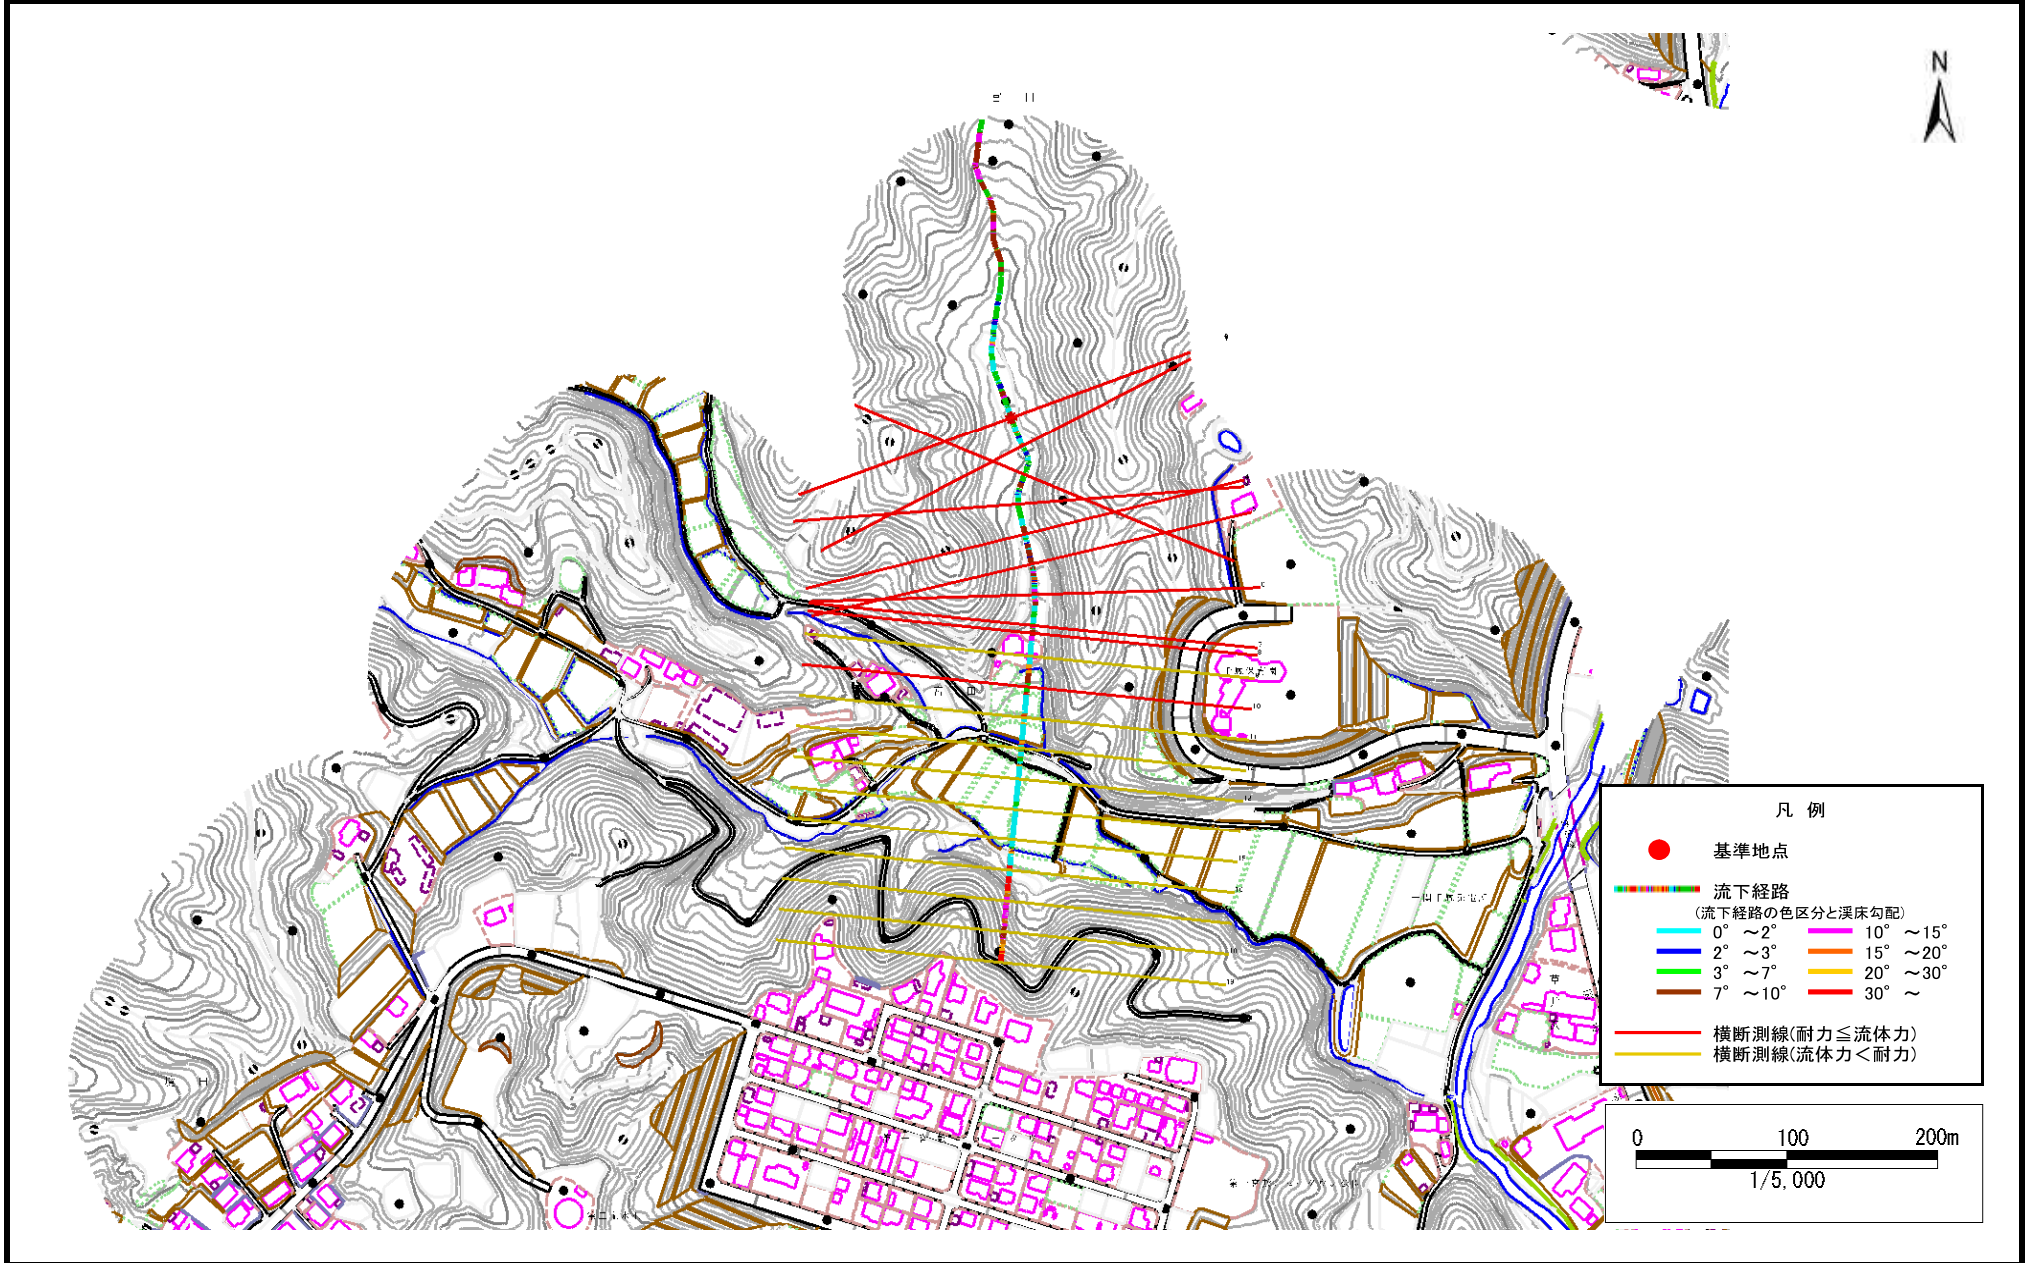 N
凡 例
基準地点
流下経路
(流下経路の色区分と渓床勾配)
0° ～2° 10° ～15°
2° ～3° 15° ～20°
3° ～7° 20° ～30°
7° ～10° 30° ～
横断測線(耐力≦流体力)
横断測線(流体力＜耐力)
0 100 200m
1/5,000